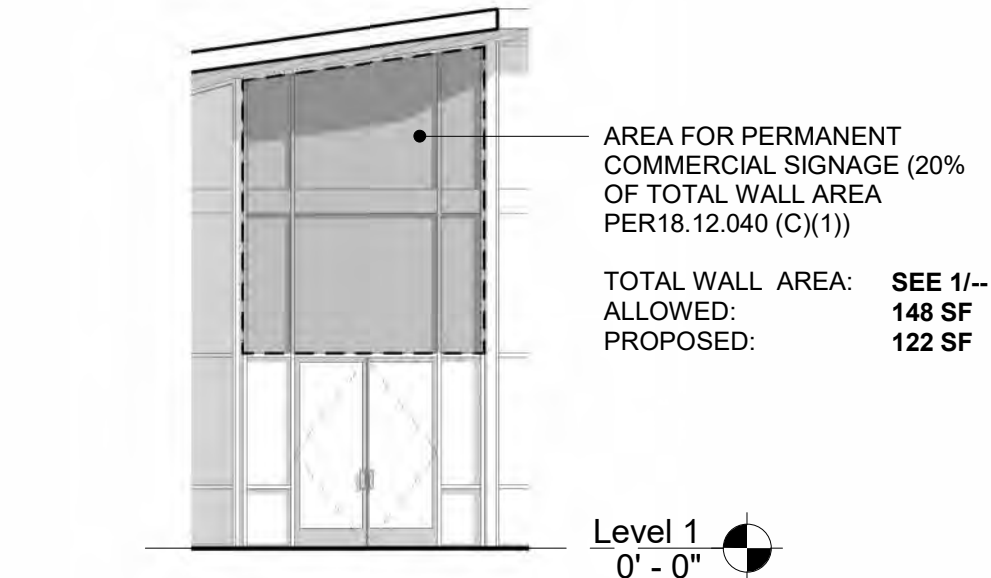 AREA FOR PERMANENT
COMMERCIAL SIGNAGE (20%
OF TOTAL WALL AREA
PER18.12.040 (C)(1))
TOTAL WALL AREA: SEE 1/--
ALLOWED: 148 SF
PROPOSED: 122 SF
Level 1
0' - 0"